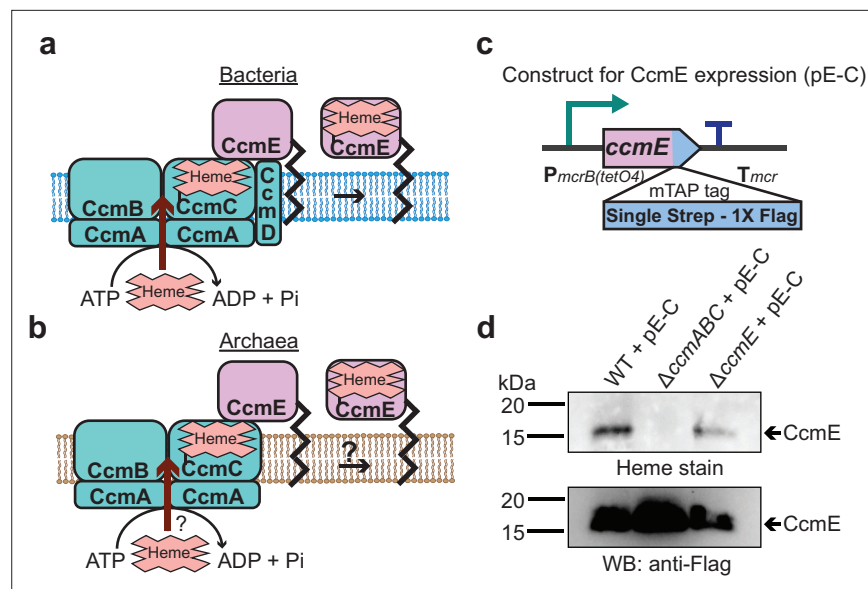 a
Bacteria
CcmE
Heme
CcmE
Heme
CcmB
CcmC
CcmD
CcmA
CcmA
ATP
Heme
ADP + Pi
b
Archaea
CcmE
Heme
CcmE
?
Heme
CcmB
CcmC
CcmA
CcmA
?
ATP
Heme
ADP + Pi
c
Construct for CcmE expression (pE-C)
ccmE
PmcrB(tetO4)
Tmcr
mTAP tag
Single Strep - 1X Flag
d
WT + pE-C
ΔccmABC + pE-C
ΔccmE + pE-C
kDa
20
15
CcmE
Heme stain
20
15
CcmE
WB: anti-Flag